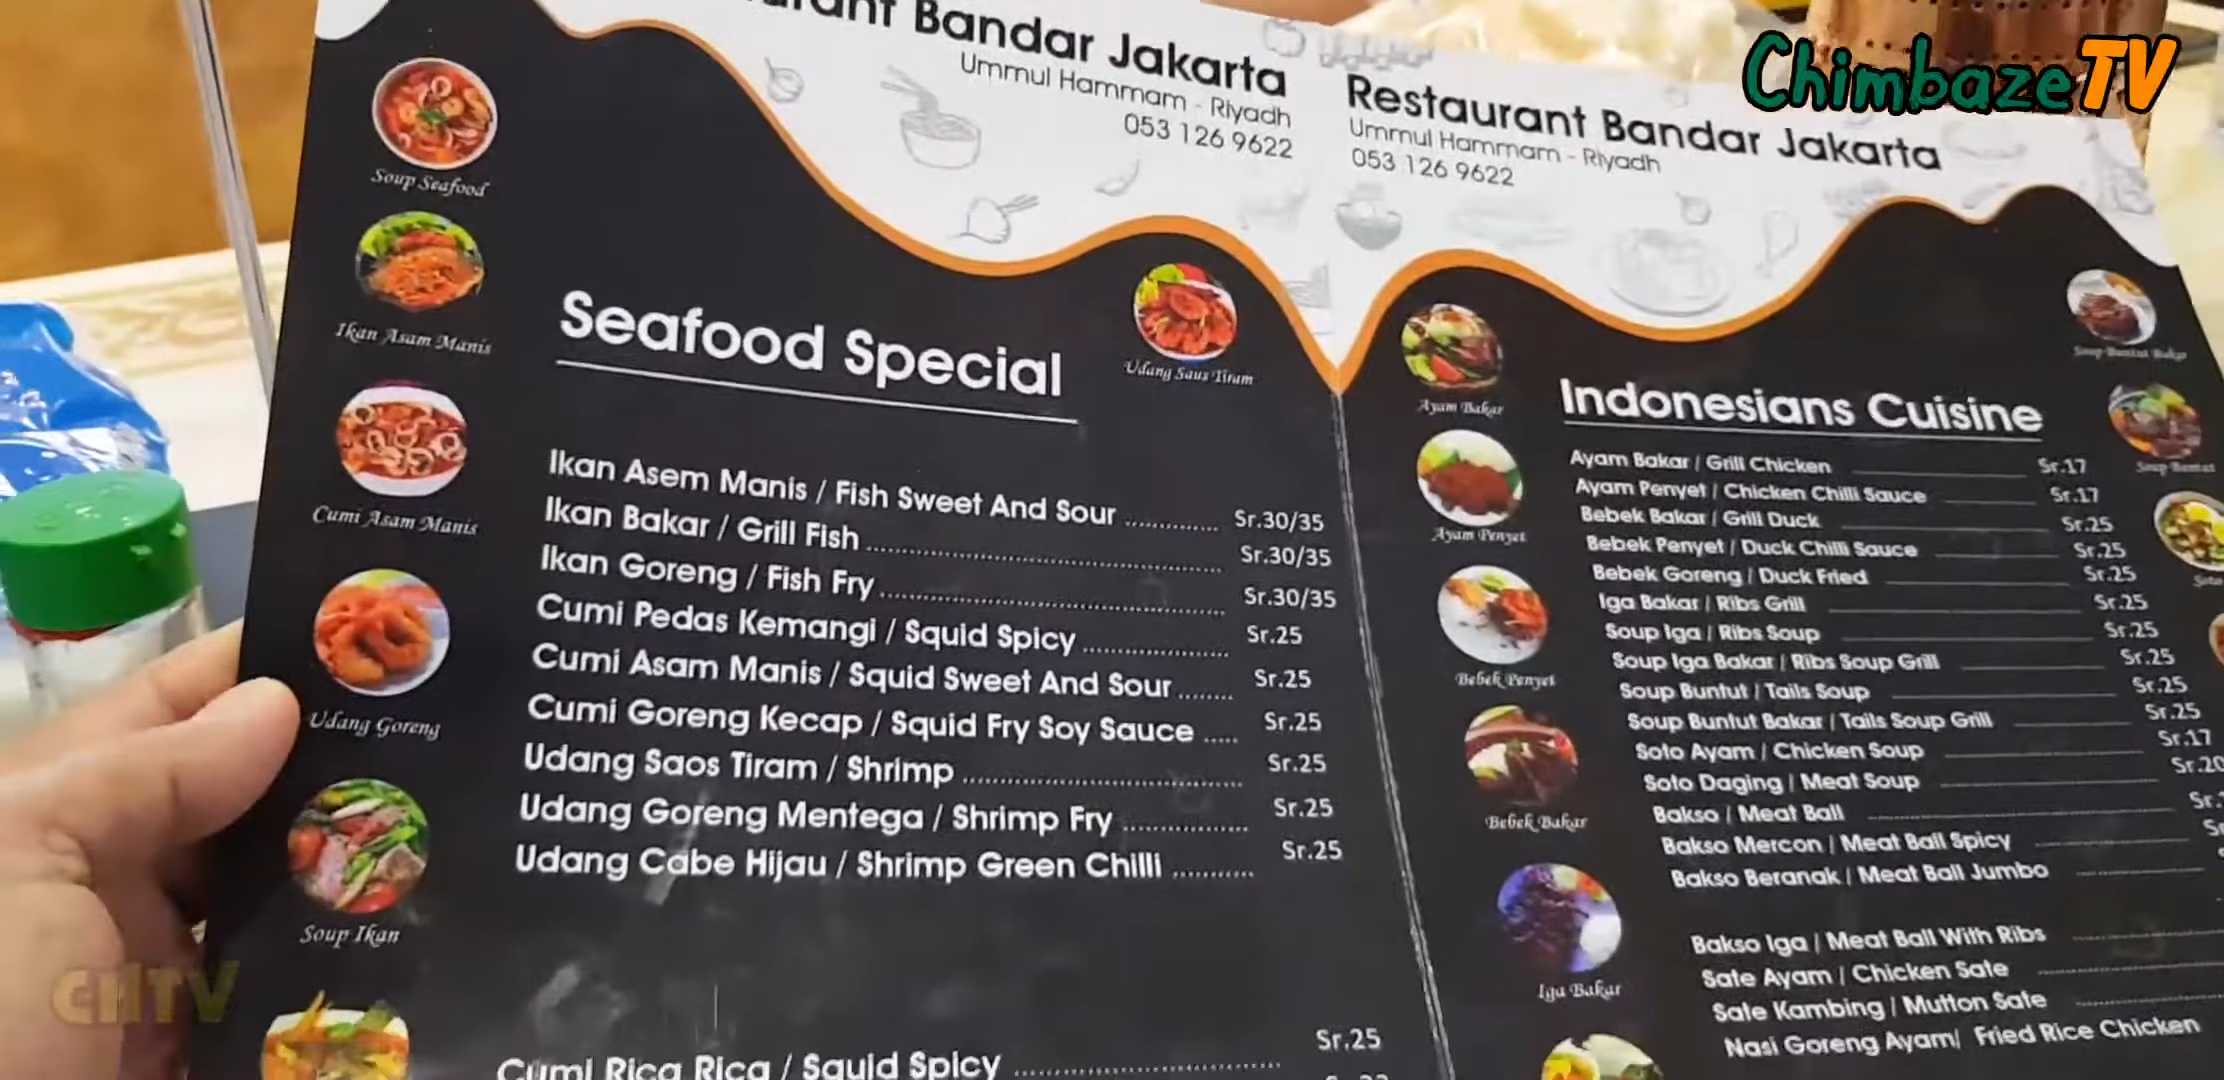 ChimbazeTV
Bandar Jakarta
Ummul Hammam - Riyadh
053 126 9622
Restaurant Bandar Jakarta
Ummul Hammam - Riyadh
053 126 9622
Soup Seafood
Ikan Asam Manis
Cumi Asam Manis
Udang Goreng
Soup Ikan
Udang Saus Tiram
Seafood Special
Ikan Asem Manis / Fish Sweet And Sour ............. Sr.30/35
Ikan Bakar / Grill Fish ............. Sr.30/35
Ikan Goreng / Fish Fry ............. Sr.30/35
Cumi Pedas Kemangi / Squid Spicy ............. Sr.25
Cumi Asam Manis / Squid Sweet And Sour ........ Sr.25
Cumi Goreng Kecap / Squid Fry Soy Sauce ..... Sr.25
Udang Saos Tiram / Shrimp ............. Sr.25
Udang Goreng Mentega / Shrimp Fry ............. Sr.25
Udang Cabe Hijau / Shrimp Green Chilli ........... Sr.25
Cumi Rica Rica / Squid Spicy ............. Sr.25
Ayam Bakar
Ayam Penyet
Bebek Penyet
Bebek Bakar
Iga Bakar
Indonesians Cuisine
Ayam Bakar / Grill Chicken Sr.17
Ayam Penyet / Chicken Chilli Sauce Sr.17
Bebek Bakar / Grill Duck Sr.25
Bebek Penyet / Duck Chilli Sauce Sr.25
Bebek Goreng / Duck Fried Sr.25
Iga Bakar / Ribs Grill Sr.25
Soup Iga / Ribs Soup Sr.25
Soup Iga Bakar / Ribs Soup Grill Sr.25
Soup Buntut / Tails Soup Sr.25
Soup Buntut Bakar / Tails Soup Grill Sr.25
Soto Ayam / Chicken Soup Sr.17
Soto Daging / Meat Soup Sr.20
Bakso / Meat Ball
Bakso Mercon / Meat Ball Spicy
Bakso Beranak / Meat Ball Jumbo
Bakso Iga / Meat Ball With Ribs
Sate Ayam / Chicken Sate
Sate Kambing / Mutton Sate
Nasi Goreng Ayam/ Fried Rice Chicken
Soup Buntut Bakar
Soup Buntut
CHTV